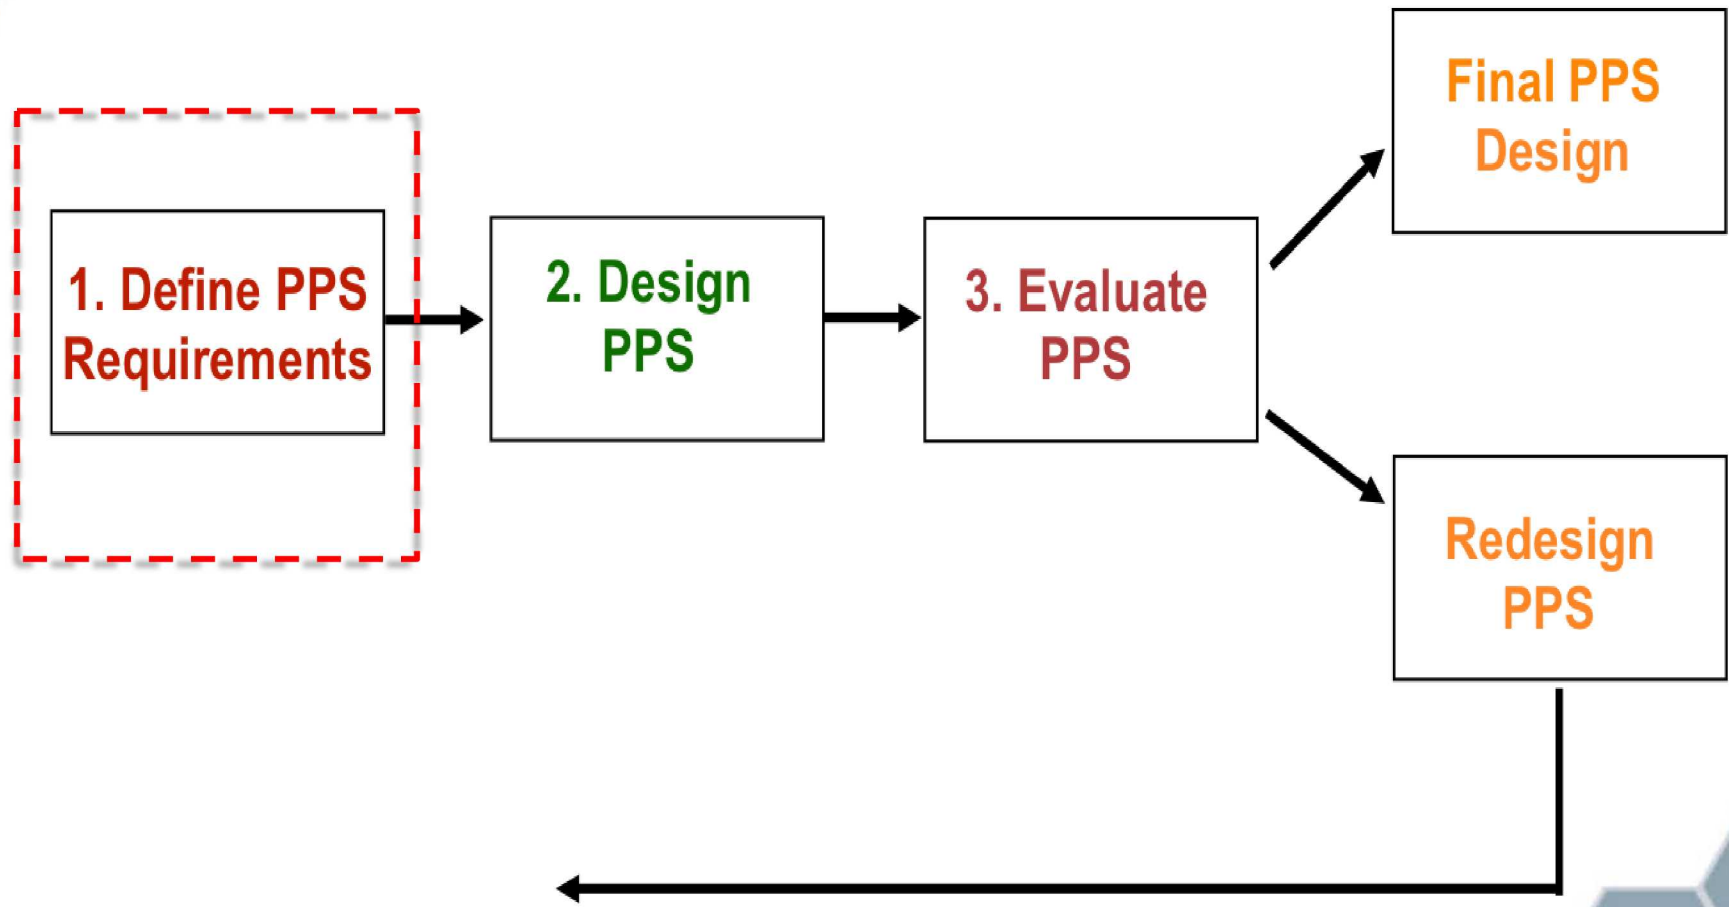 1. Define PPS
Requirements
2. Design
PPS
3. Evaluate
PPS
Final PPS
Design
Redesign
PPS